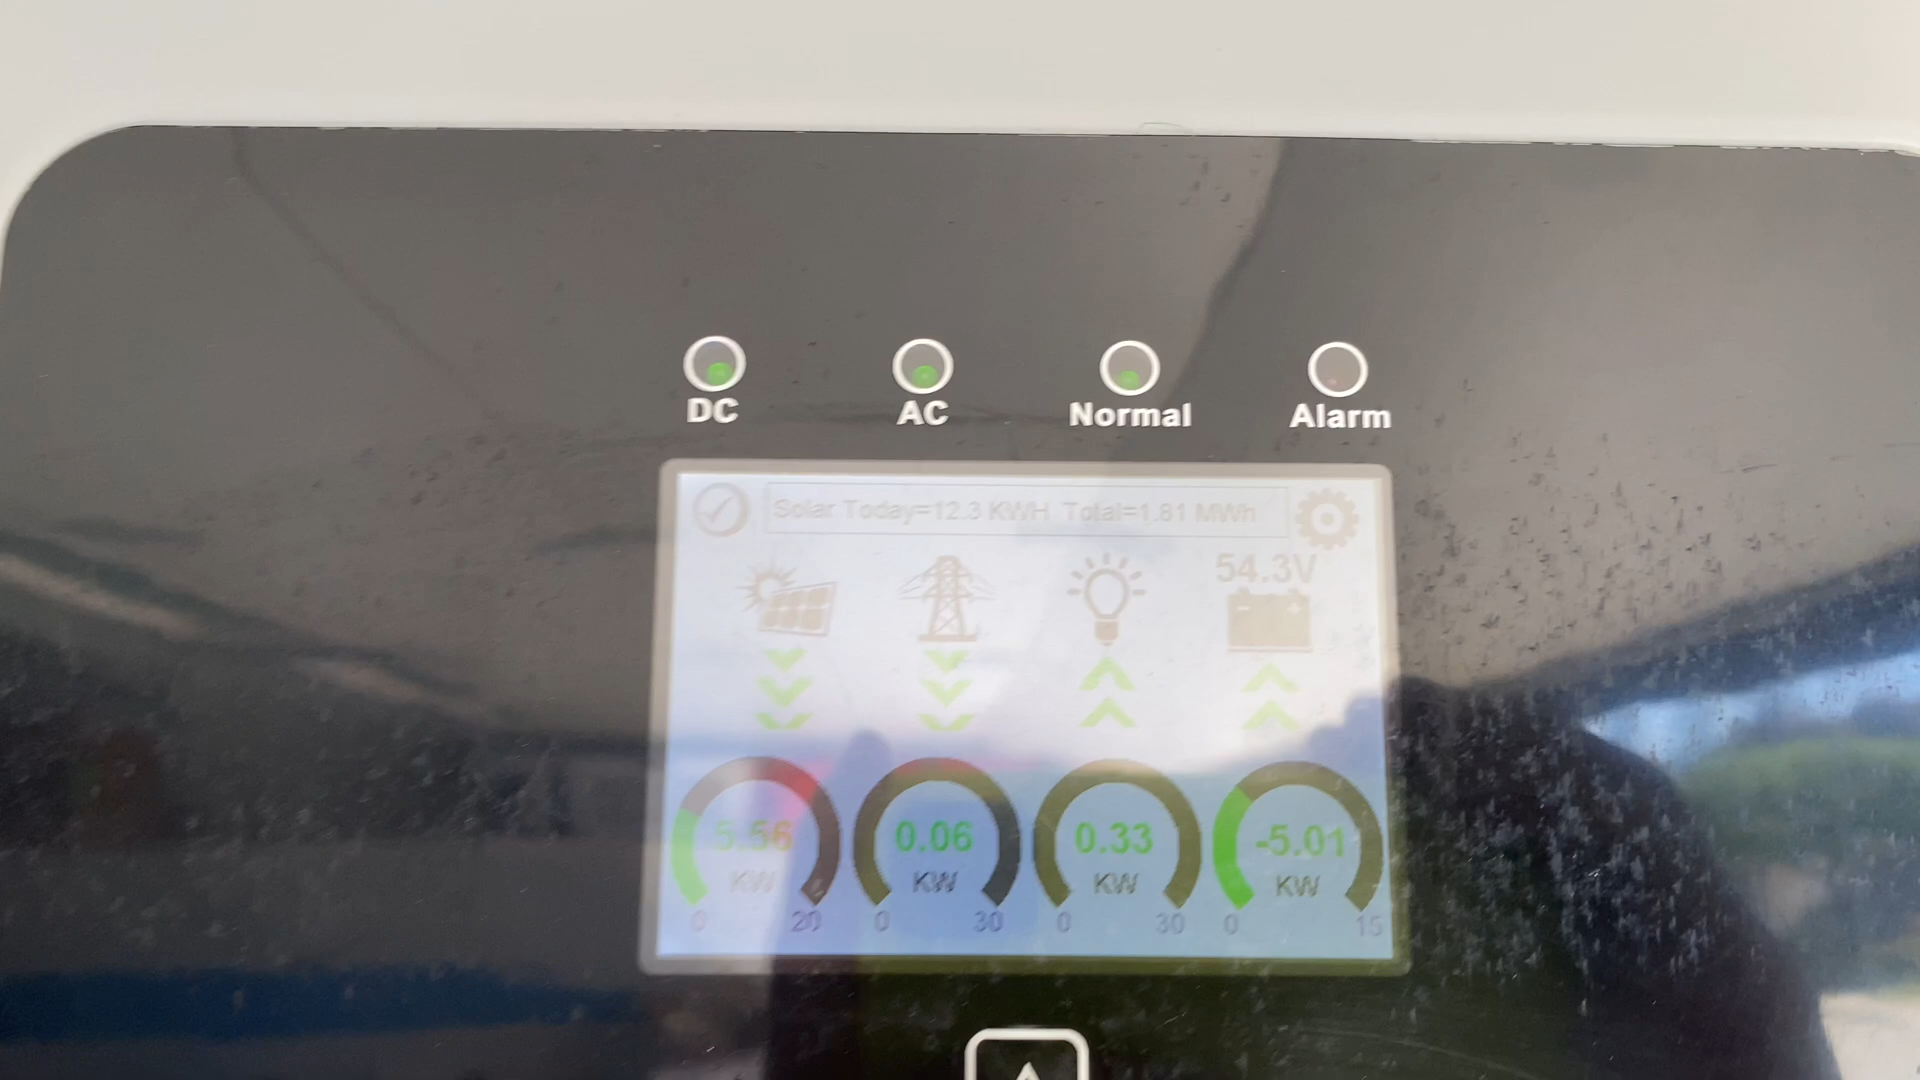 DC AC Normal Alarm
Solar Today=12.3 KWH Total=1.81 MWh
54.3V
5.56 0.06 0.33 -5.01
KW KW KW KW
0 20 0 30 0 30 0 15